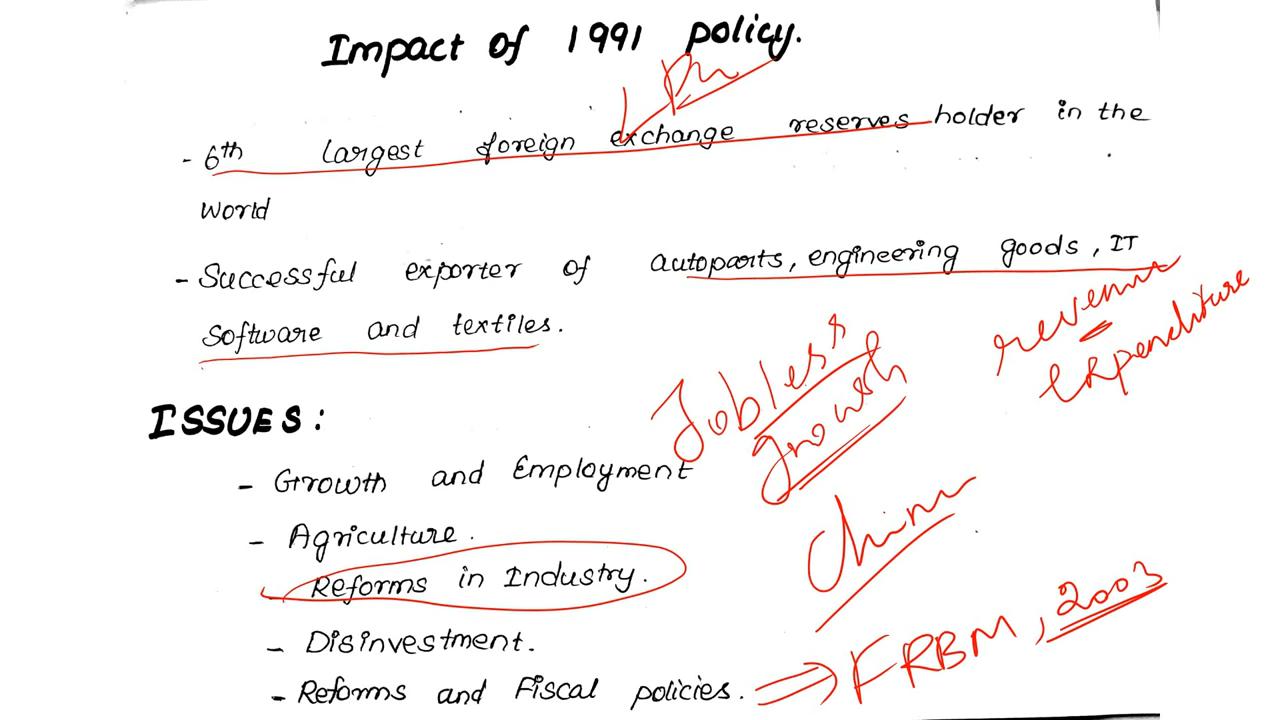 Impact of 1991 policy.
- 6th largest foreign exchange reserves holder in the
World
- Successful exporter of autoparts, engineering goods, IT
Software and textiles.
revenue
expenditure
Jobless
growth
ISSUES:
- Growth and Employment
- Agriculture.
China
Reforms in Industry.
- Disinvestment.
- Reforms and Fiscal policies. ⇒ FRBM, 2003